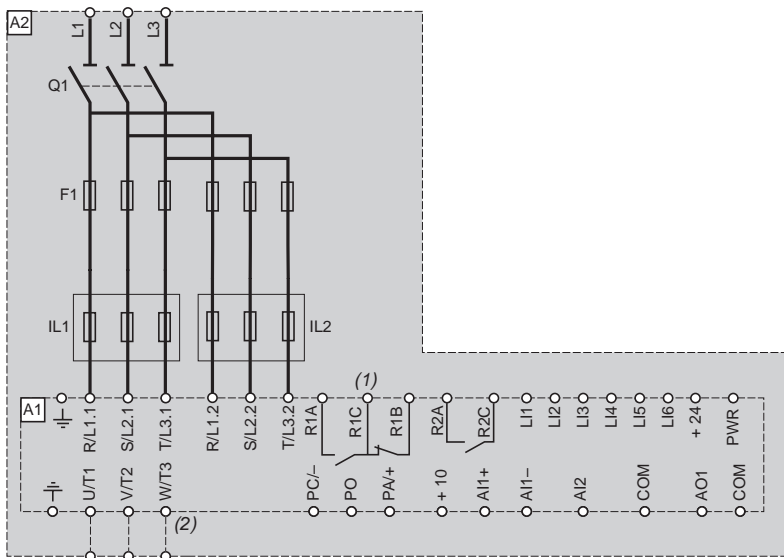 A2
L1 L2 L3
Q1
F1
IL1
IL2
(1)
A1
R/L1.1 S/L2.1 T/L3.1 R/L1.2 S/L2.2 T/L3.2 R1A R1C R1B R2A R2C LI1 LI2 LI3 LI4 LI5 LI6 + 24 PWR
U/T1 V/T2 W/T3 PC/– PO PA/+ + 10 AI1+ AI1– AI2 COM AO1 COM
(2)